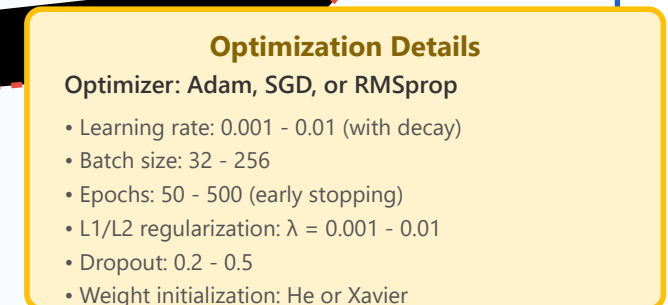 Optimization Details
Optimizer: Adam, SGD, or RMSprop
• Learning rate: 0.001 - 0.01 (with decay)
• Batch size: 32 - 256
• Epochs: 50 - 500 (early stopping)
• L1/L2 regularization: λ = 0.001 - 0.01
• Dropout: 0.2 - 0.5
• Weight initialization: He or Xavier